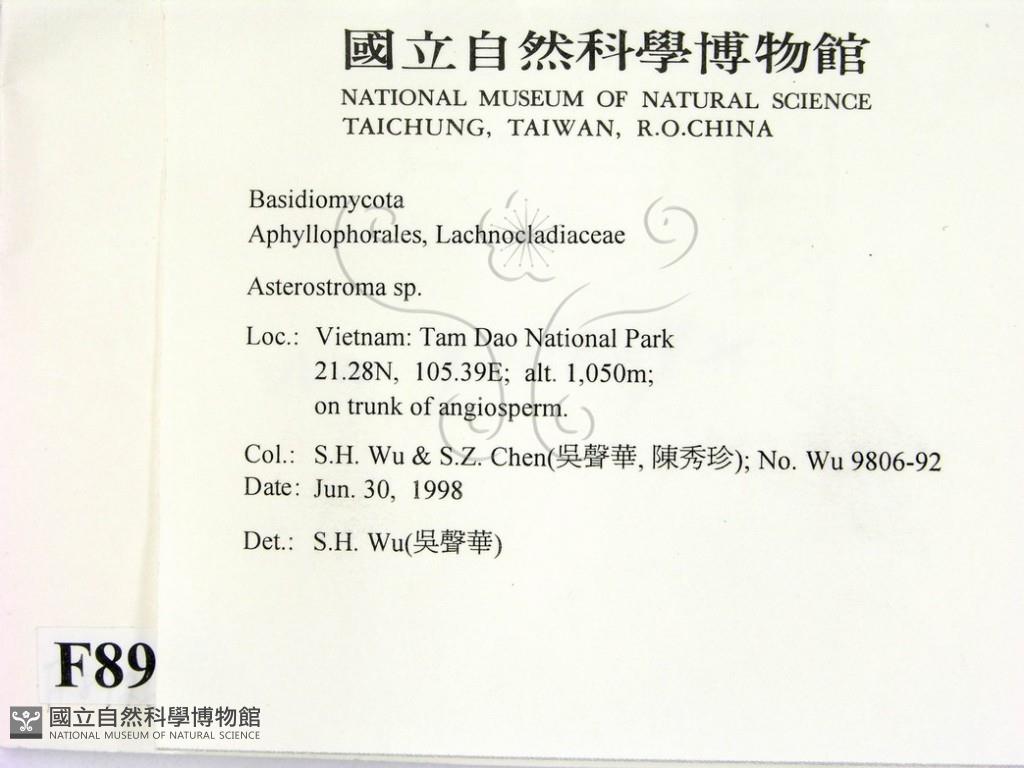 國立自然科學博物館
NATIONAL MUSEUM OF NATURAL SCIENCE
TAICHUNG, TAIWAN, R.O.CHINA
Basidiomycota
Aphyllophorales, Lachnocladiaceae
Asterostroma sp.
Loc.: Vietnam: Tam Dao National Park
21.28N, 105.39E; alt. 1,050m;
on trunk of angiosperm.
Col.: S.H. Wu & S.Z. Chen(吳聲華, 陳秀珍); No. Wu 9806-92
Date: Jun. 30, 1998
Det.: S.H. Wu(吳聲華)
F89
國立自然科學博物館
NATIONAL MUSEUM OF NATURAL SCIENCE